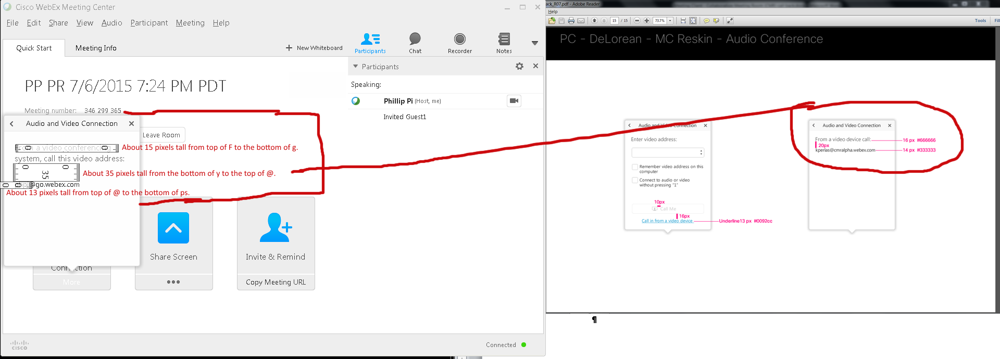 Cisco WebEx Meeting Center
File Edit Share View Audio Participant Meeting Help
Quick Start
Meeting Info
New Whiteboard
Participants
Chat
Recorder
Notes
Participants
Speaking:
Phillip Pi (Host, me)
Invited Guest1
PP PR 7/6/2015 7:24 PM PDT
Meeting number: 346 299 365
Audio and Video Connection
Leave Room
From a video conferencing
About 15 pixels tall from top of F to the bottom of g.
system, call this video address:
35
About 35 pixels tall from the bottom of y to the top of @.
@go.webex.com
About 13 pixels tall from top of @ to the bottom of ps.
Share Screen
Invite & Remind
Connection
More
Copy Meeting URL
cisco
Connected
ack_R07.pdf - Adobe Reader
Help
15 / 15
73.7%
Tools
Fil
PC - DeLorean - MC Reskin - Audio Conference
Audio and Video Connection
Enter video address:
Remember video address on this
computer
Connect to audio or video
without pressing "1"
10px
Call Me
16px
Call in from a video device
Underline13 px #0092cc
Audio and Video Connection
From a video device call:
16 px #666666
20px
kperlas@cmralpha.webex.com
14 px #333333
¶